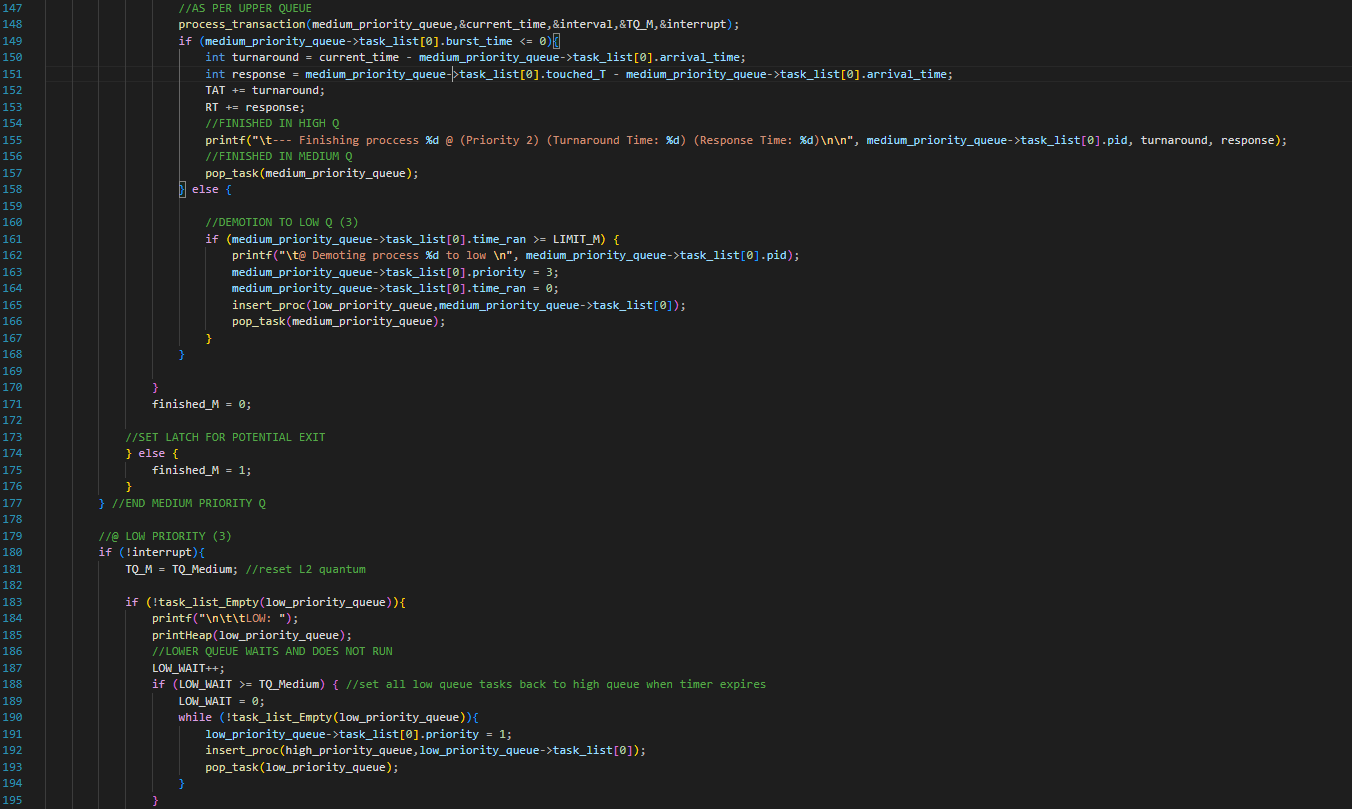 147 //AS PER UPPER QUEUE
148 process_transaction(medium_priority_queue,&current_time,&interval,&TQ_M,&interrupt);
149 if (medium_priority_queue->task_list[0].burst_time <= 0){
150 int turnaround = current_time - medium_priority_queue->task_list[0].arrival_time;
151 int response = medium_priority_queue->task_list[0].touched_T - medium_priority_queue->task_list[0].arrival_time;
152 TAT += turnaround;
153 RT += response;
154 //FINISHED IN HIGH Q
155 printf("\t--- Finishing proccess %d @ (Priority 2) (Turnaround Time: %d) (Response Time: %d)\n\n", medium_priority_queue->task_list[0].pid, turnaround, response);
156 //FINISHED IN MEDIUM Q
157 pop_task(medium_priority_queue);
158 } else {
159
160 //DEMOTION TO LOW Q (3)
161 if (medium_priority_queue->task_list[0].time_ran >= LIMIT_M) {
162 printf("\t@ Demoting process %d to low \n", medium_priority_queue->task_list[0].pid);
163 medium_priority_queue->task_list[0].priority = 3;
164 medium_priority_queue->task_list[0].time_ran = 0;
165 insert_proc(low_priority_queue,medium_priority_queue->task_list[0]);
166 pop_task(medium_priority_queue);
167 }
168 }
169
170 }
171 finished_M = 0;
172
173 //SET LATCH FOR POTENTIAL EXIT
174 } else {
175 finished_M = 1;
176 }
177 } //END MEDIUM PRIORITY Q
178
179 //@ LOW PRIORITY (3)
180 if (!interrupt){
181 TQ_M = TQ_Medium; //reset L2 quantum
182
183 if (!task_list_Empty(low_priority_queue)){
184 printf("\n\t\tLOW: ");
185 printHeap(low_priority_queue);
186 //LOWER QUEUE WAITS AND DOES NOT RUN
187 LOW_WAIT++;
188 if (LOW_WAIT >= TQ_Medium) { //set all low queue tasks back to high queue when timer expires
189 LOW_WAIT = 0;
190 while (!task_list_Empty(low_priority_queue)){
191 low_priority_queue->task_list[0].priority = 1;
192 insert_proc(high_priority_queue,low_priority_queue->task_list[0]);
193 pop_task(low_priority_queue);
194 }
195 }